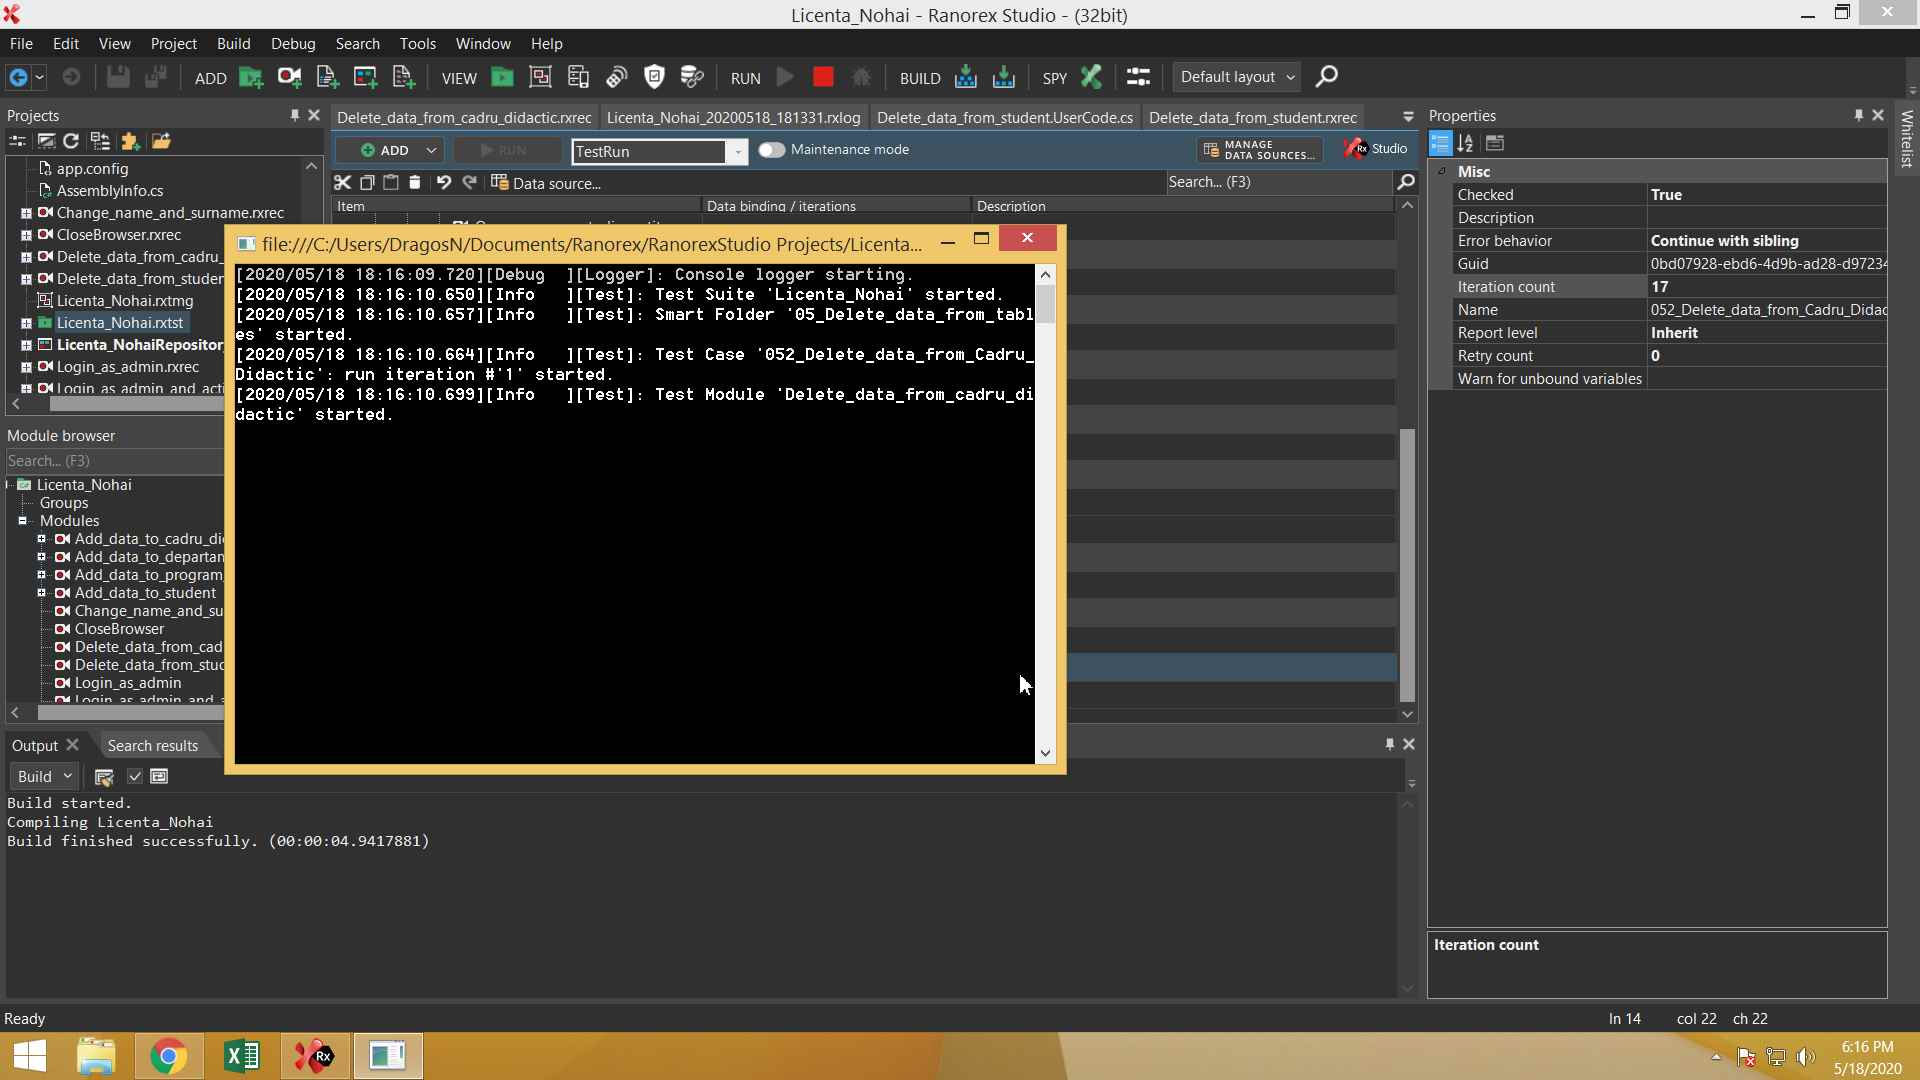 Licenta_Nohai - Ranorex Studio - (32bit)
File Edit View Project Build Debug Search Tools Window Help
ADD VIEW RUN BUILD SPY Default layout
Projects
app.config
AssemblyInfo.cs
Change_name_and_surname.rxrec
CloseBrowser.rxrec
Delete_data_from_cadru_
Delete_data_from_studer
Licenta_Nohai.rxtmg
Licenta_Nohai.rxtst
Licenta_NohaiRepository
Login_as_admin.rxrec
Login_as_admin_and_acti
Module browser
Search... (F3)
Licenta_Nohai
Groups
Modules
Add_data_to_cadru_di
Add_data_to_departan
Add_data_to_program_
Add_data_to_student
Change_name_and_su
CloseBrowser
Delete_data_from_cad
Delete_data_from_stuc
Login_as_admin
Login_as_admin_and_a
Delete_data_from_cadru_didactic.rxrec Licenta_Nohai_20200518_181331.rxlog Delete_data_from_student.UserCode.cs Delete_data_from_student.rxrec
ADD RUN TestRun Maintenance mode MANAGE DATA SOURCES... Studio
Data source... Search... (F3)
Item Data binding / iterations Description
file:///C:/Users/DragosN/Documents/Ranorex/RanorexStudio Projects/Licenta...
[2020/05/18 18:16:09.720][Debug  ][Logger]: Console logger starting.
[2020/05/18 18:16:10.650][Info   ][Test]: Test Suite 'Licenta_Nohai' started.
[2020/05/18 18:16:10.657][Info   ][Test]: Smart Folder '05_Delete_data_from_tabl
es' started.
[2020/05/18 18:16:10.664][Info   ][Test]: Test Case '052_Delete_data_from_Cadru_
Didactic': run iteration #'1' started.
[2020/05/18 18:16:10.699][Info   ][Test]: Test Module 'Delete_data_from_cadru_di
dactic' started.
Properties
Misc
Checked True
Description
Error behavior Continue with sibling
Guid 0bd07928-ebd6-4d9b-ad28-d97234
Iteration count 17
Name 052_Delete_data_from_Cadru_Didac
Report level Inherit
Retry count 0
Warn for unbound variables
Iteration count
Whitelist
Output Search results
Build
Build started.
Compiling Licenta_Nohai
Build finished successfully. (00:00:04.9417881)
Ready ln 14 col 22 ch 22
6:16 PM
5/18/2020